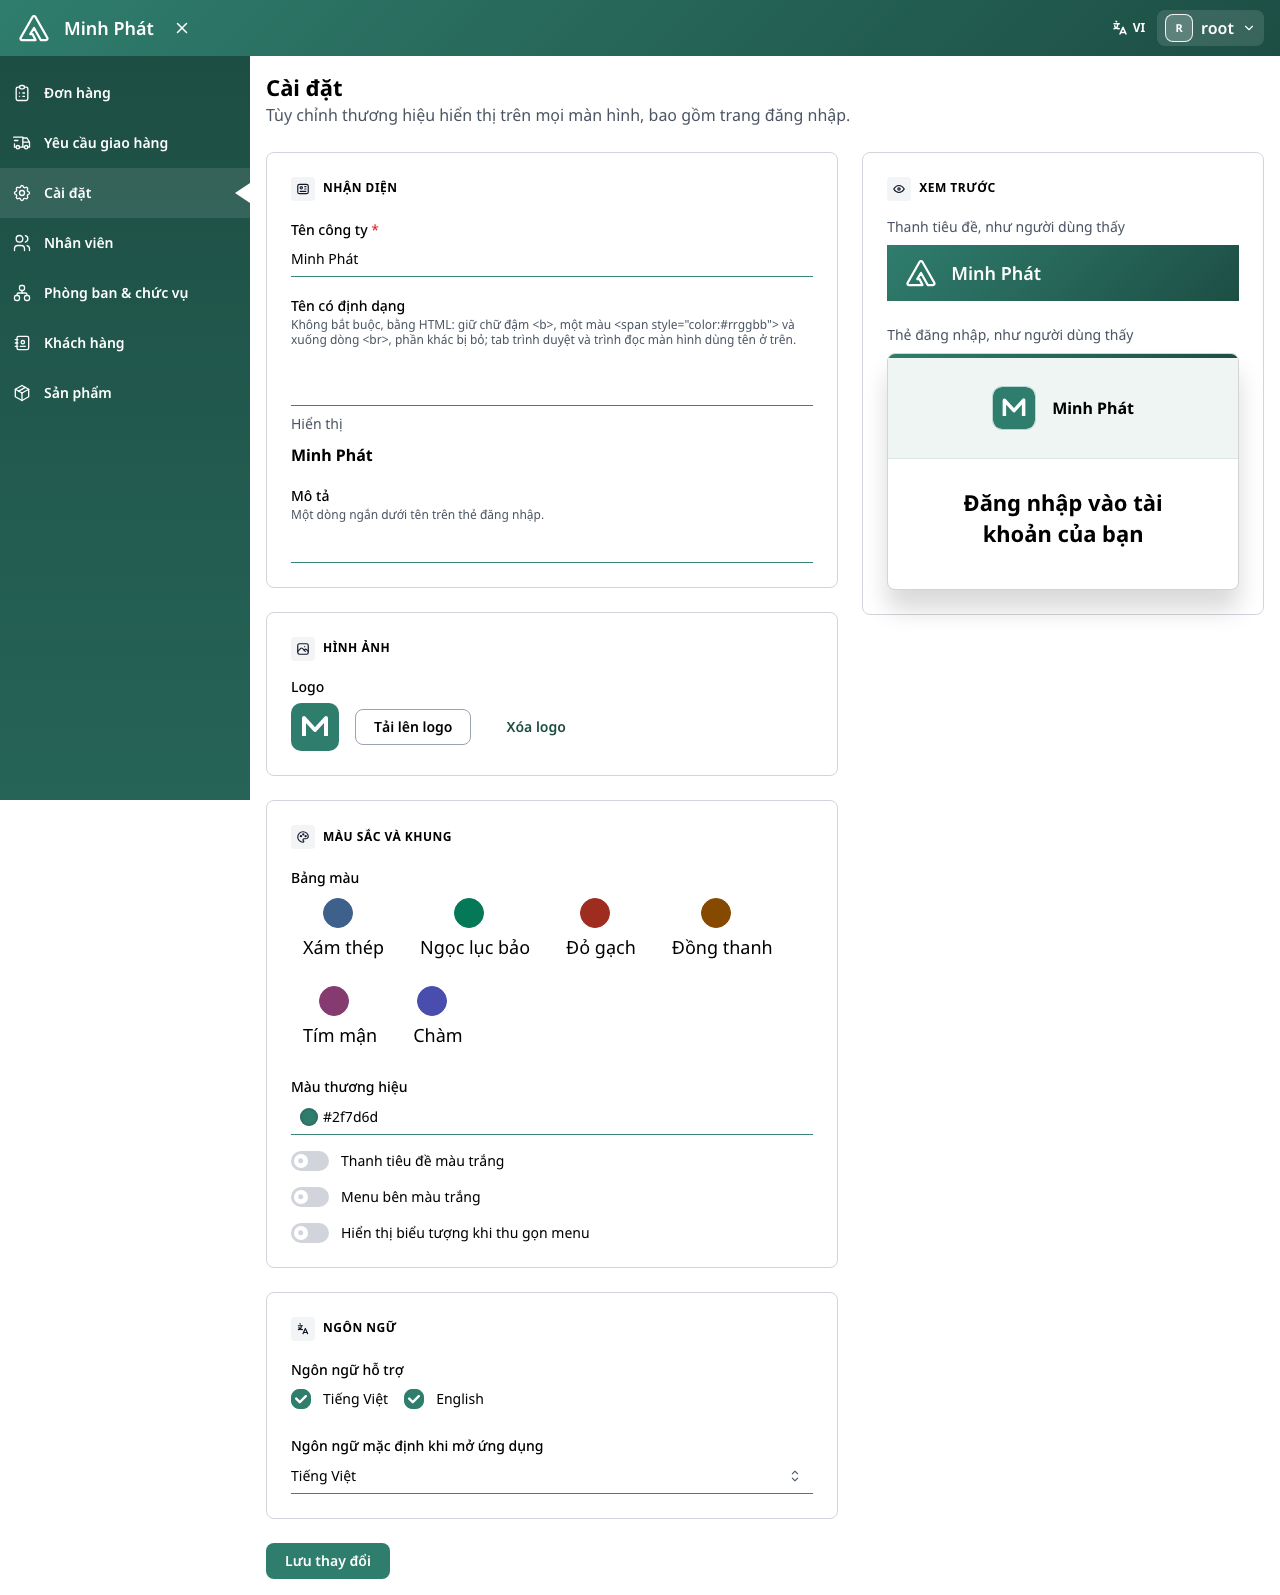 Minh Phát
VI
R
root
Đơn hàng
Yêu cầu giao hàng
Cài đặt
Nhân viên
Phòng ban & chức vụ
Khách hàng
Sản phẩm
Cài đặt
Tùy chỉnh thương hiệu hiển thị trên mọi màn hình, bao gồm trang đăng nhập.
NHẬN DIỆN
Tên công ty *
Minh Phát
Tên có định dạng
Không bắt buộc, bằng HTML: giữ chữ đậm <b>, một màu <span style="color:#rrggbb"> và
xuống dòng <br>, phần khác bị bỏ; tab trình duyệt và trình đọc màn hình dùng tên ở trên.
Hiển thị
Minh Phát
Mô tả
Một dòng ngắn dưới tên trên thẻ đăng nhập.
HÌNH ẢNH
Logo
M
Tải lên logo
Xóa logo
MÀU SẮC VÀ KHUNG
Bảng màu
Xám thép
Ngọc lục bảo
Đỏ gạch
Đồng thanh
Tím mận
Chàm
Màu thương hiệu
#2f7d6d
Thanh tiêu đề màu trắng
Menu bên màu trắng
Hiển thị biểu tượng khi thu gọn menu
NGÔN NGỮ
Ngôn ngữ hỗ trợ
Tiếng Việt
English
Ngôn ngữ mặc định khi mở ứng dụng
Tiếng Việt
Lưu thay đổi
XEM TRƯỚC
Thanh tiêu đề, như người dùng thấy
Minh Phát
Thẻ đăng nhập, như người dùng thấy
M
Minh Phát
Đăng nhập vào tài
khoản của bạn